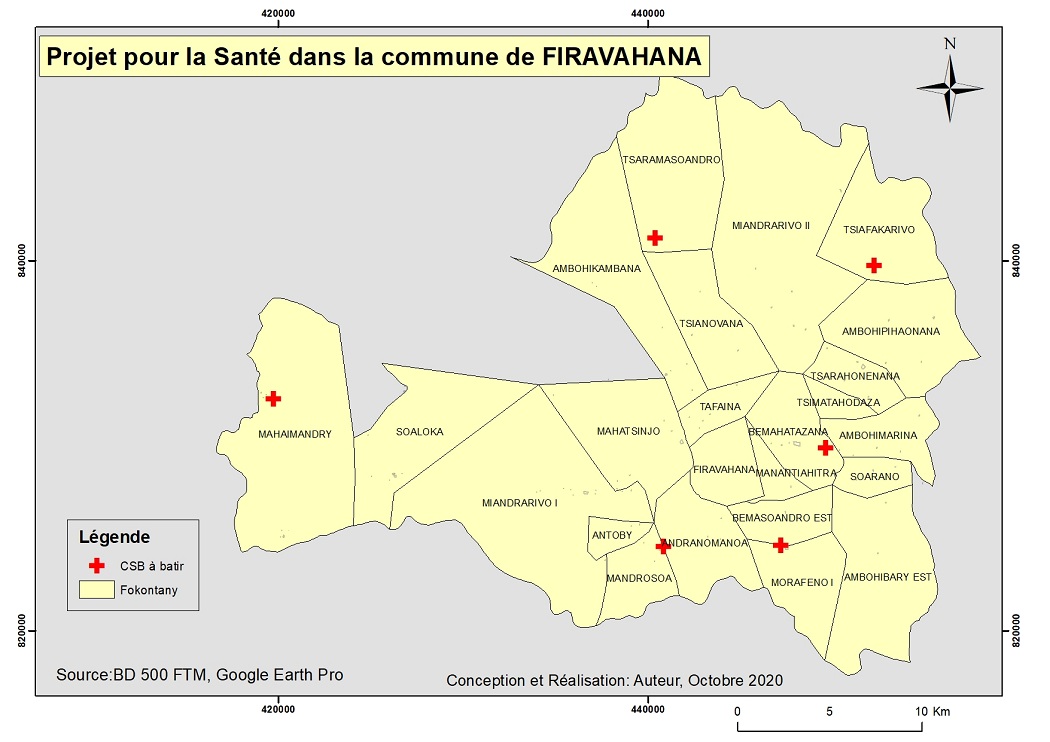 420000
440000
Projet pour la Santé dans la commune de FIRAVAHANA
N
TSARAMASOANDRO
MIANDRARIVO II
TSIAFAKARIVO
840000
840000
AMBOHIKAMBANA
TSIANOVANA
AMBOHIPIHAONANA
TSARAHONENANA
TSIMATAHODAZA
TAFAINA
MAHAIMANDRY
SOALOKA
MAHATSINJO
BEMAHATAZANA
AMBOHIMARINA
FIRAVAHANA
MANANTIAHITRA
SOARANO
MIANDRARIVO I
BEMASOANDRO EST
ANTOBY
ANDRANOMANOA
MANDROSOA
MORAFENO I
AMBOHIBARY EST
Légende
CSB à batir
Fokontany
820000
820000
Source:BD 500 FTM, Google Earth Pro
Conception et Réalisation: Auteur, Octobre 2020
420000
440000
0 5 10 Km